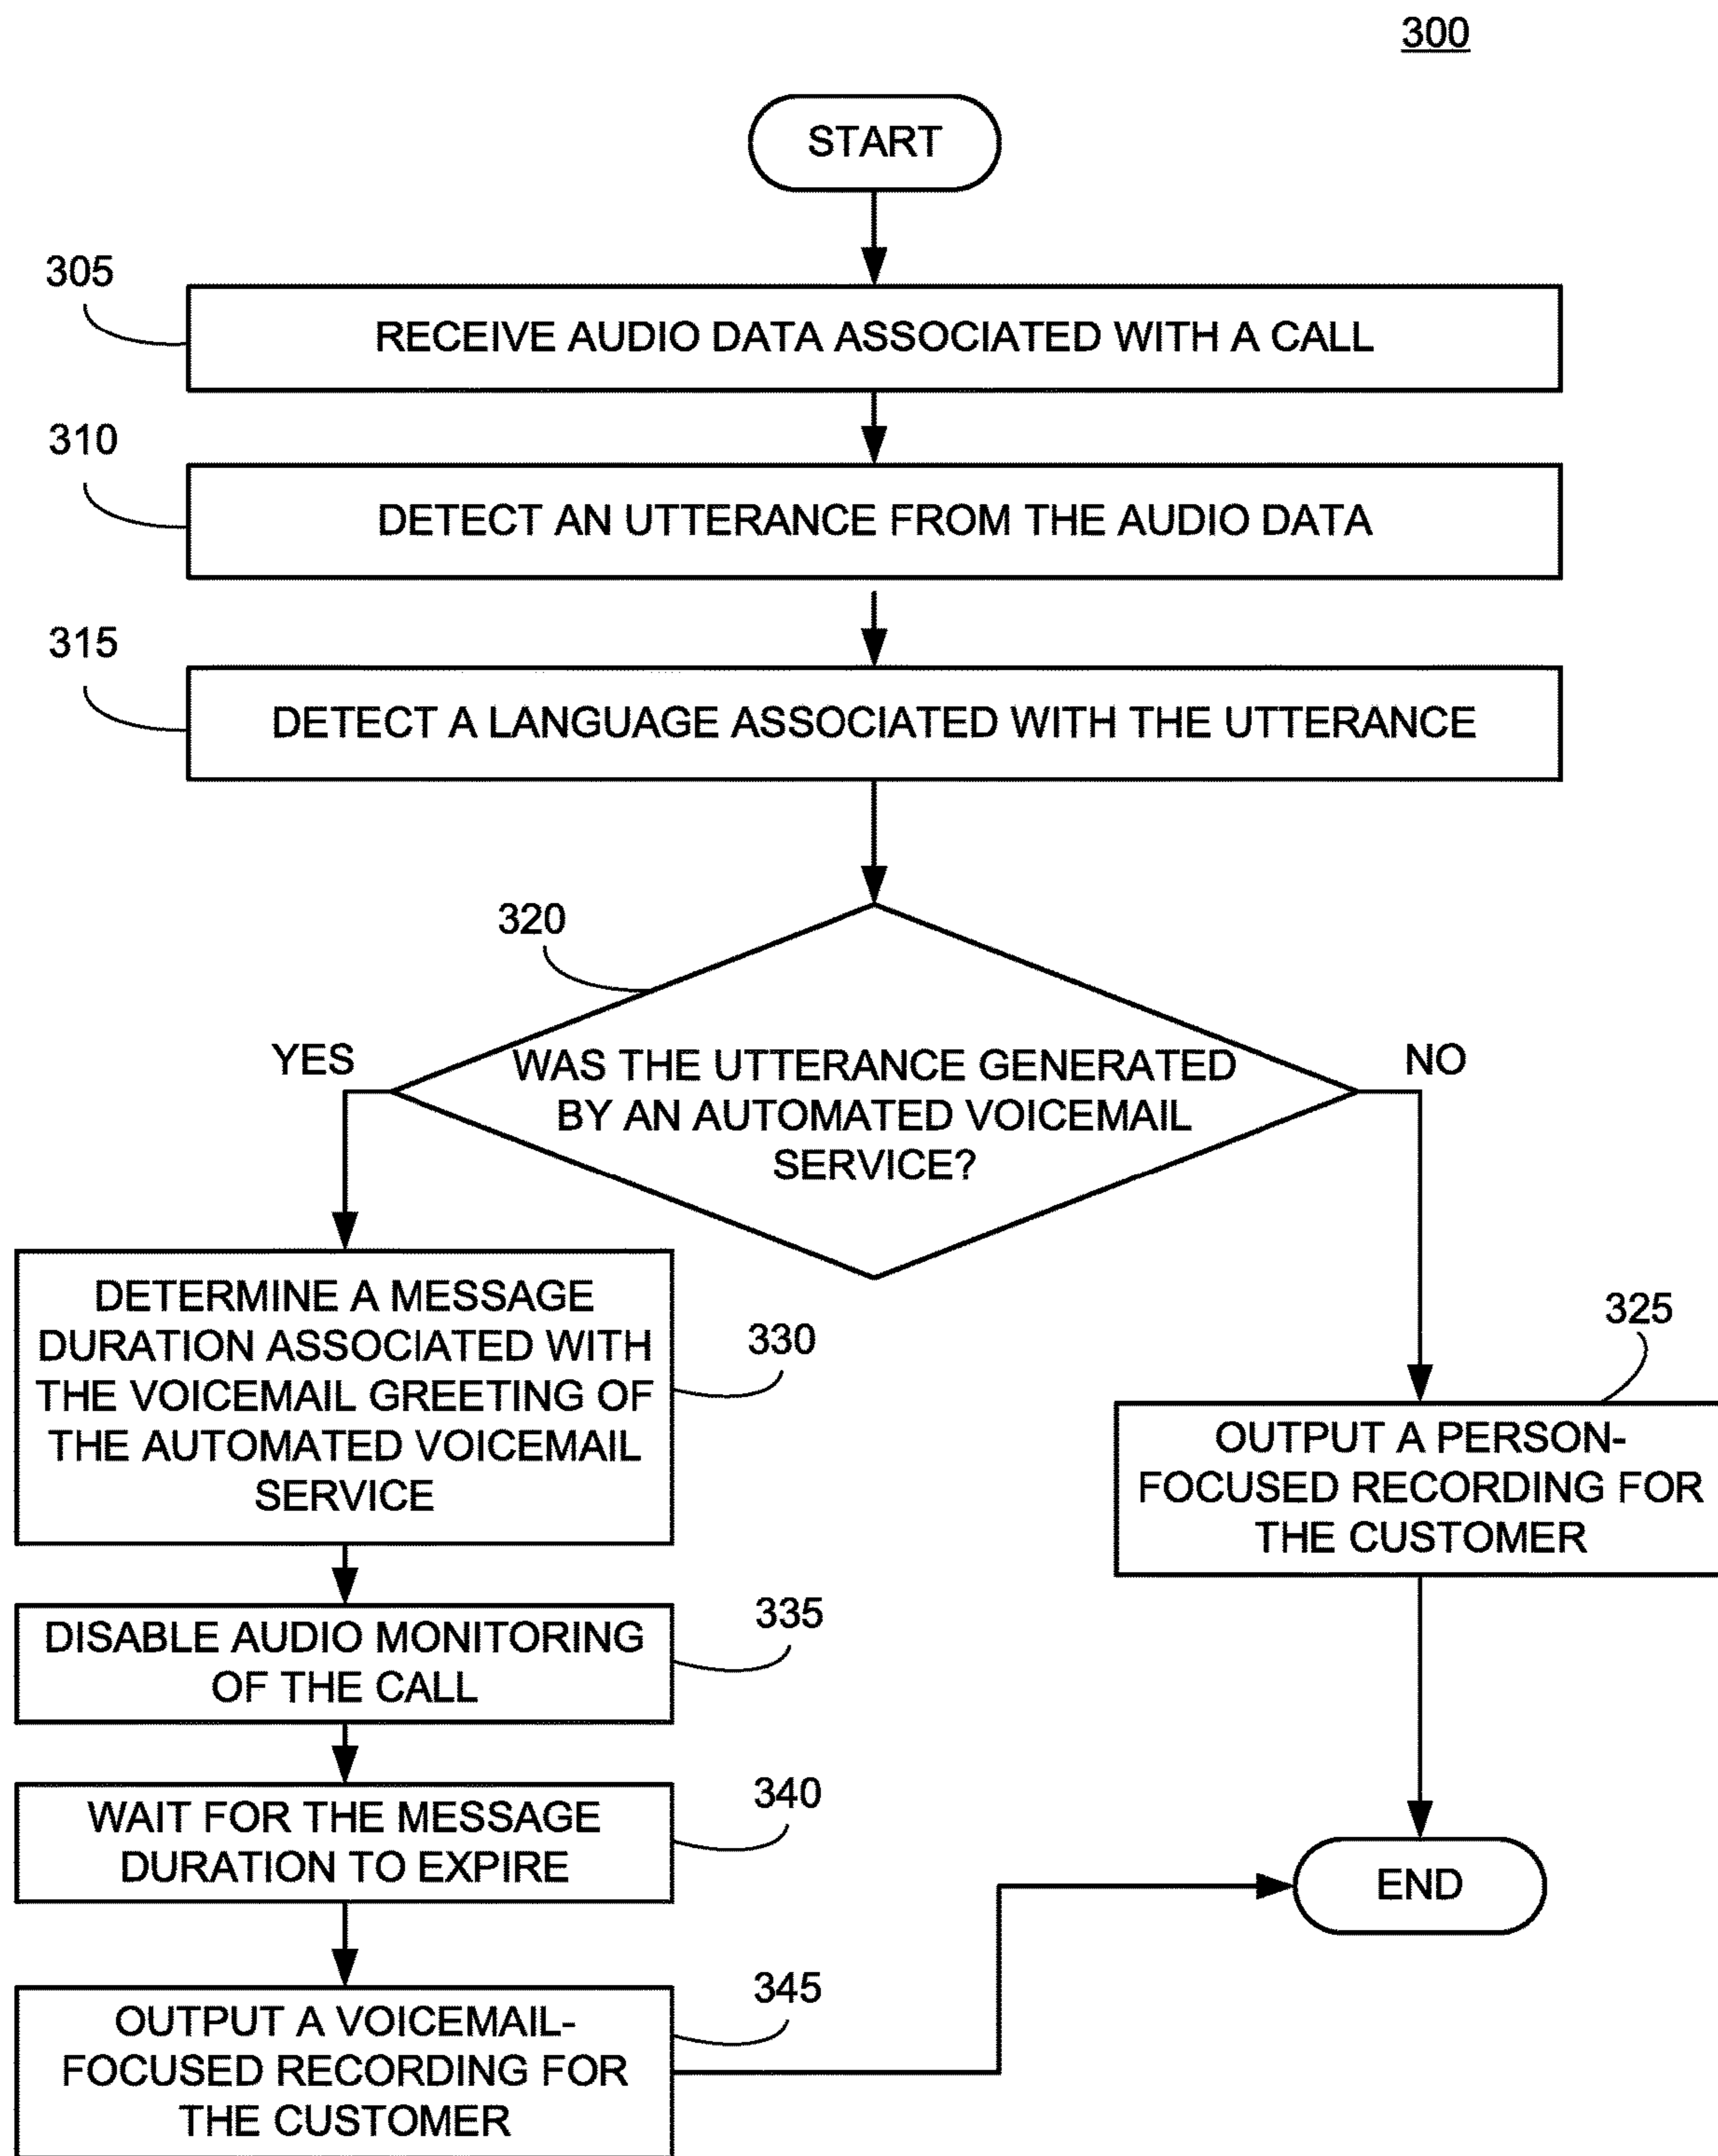 300
START
305
RECEIVE AUDIO DATA ASSOCIATED WITH A CALL
310
DETECT AN UTTERANCE FROM THE AUDIO DATA
315
DETECT A LANGUAGE ASSOCIATED WITH THE UTTERANCE
320
YES
WAS THE UTTERANCE GENERATED
BY AN AUTOMATED VOICEMAIL
SERVICE?
NO
DETERMINE A MESSAGE
DURATION ASSOCIATED WITH
THE VOICEMAIL GREETING OF
THE AUTOMATED VOICEMAIL
SERVICE
330
325
OUTPUT A PERSON-
FOCUSED RECORDING FOR
THE CUSTOMER
DISABLE AUDIO MONITORING
OF THE CALL
335
WAIT FOR THE MESSAGE
DURATION TO EXPIRE
340
END
OUTPUT A VOICEMAIL-
FOCUSED RECORDING FOR
THE CUSTOMER
345